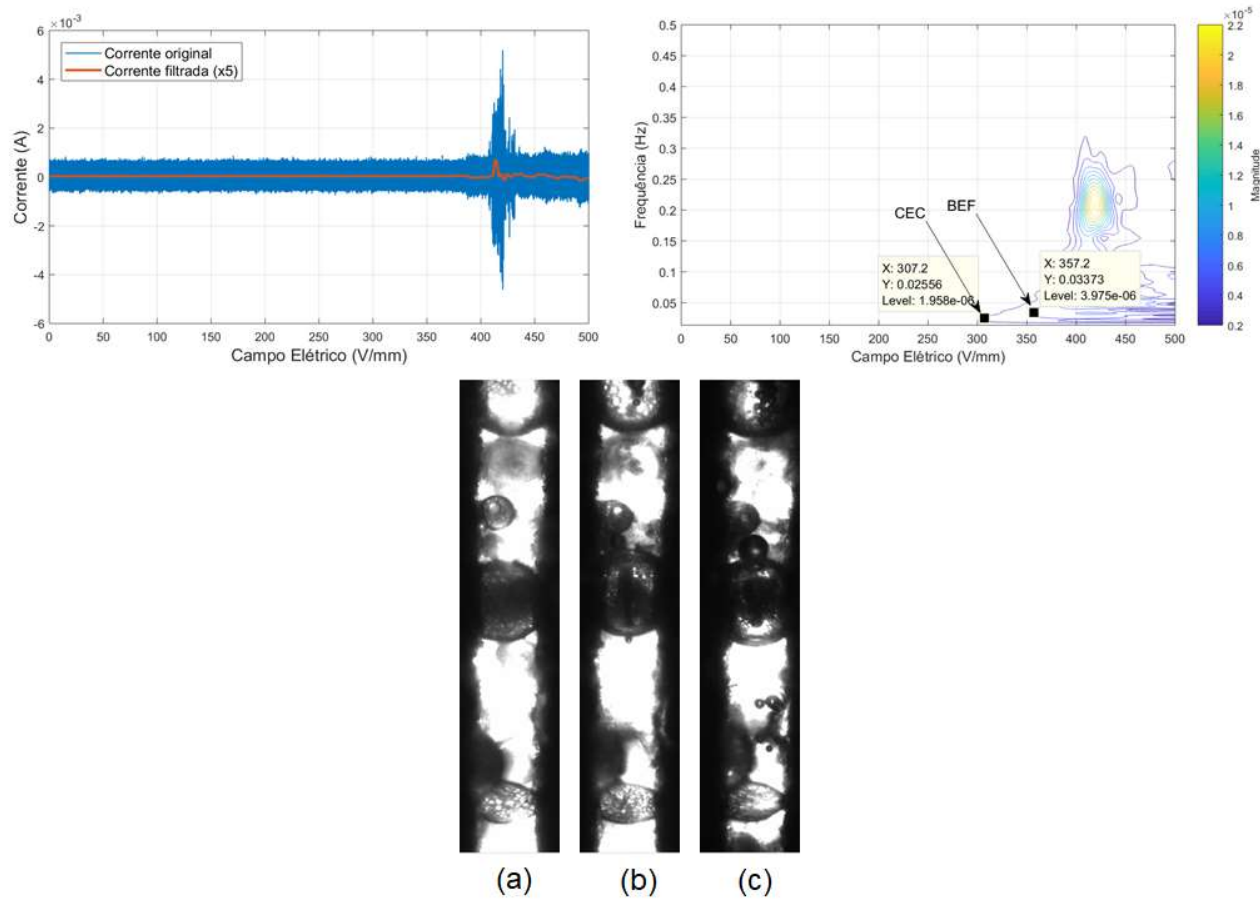 ×10⁻³
6
4
2
0
-2
-4
-6
Corrente (A)
Corrente original
Corrente filtrada (x5)
0 50 100 150 200 250 300 350 400 450 500
Campo Elétrico (V/mm)
0.5
0.45
0.4
0.35
0.3
0.25
0.2
0.15
0.1
0.05
Frequência (Hz)
CEC
BEF
X: 307.2
Y: 0.02556
Level: 1.958e-06
X: 357.2
Y: 0.03373
Level: 3.975e-06
0 50 100 150 200 250 300 350 400 450 500
Campo Elétrico (V/mm)
×10⁻⁵
2.2
2
1.8
1.6
1.4
1.2
1
0.8
0.6
0.4
0.2
Magnitude
(a) (b) (c)